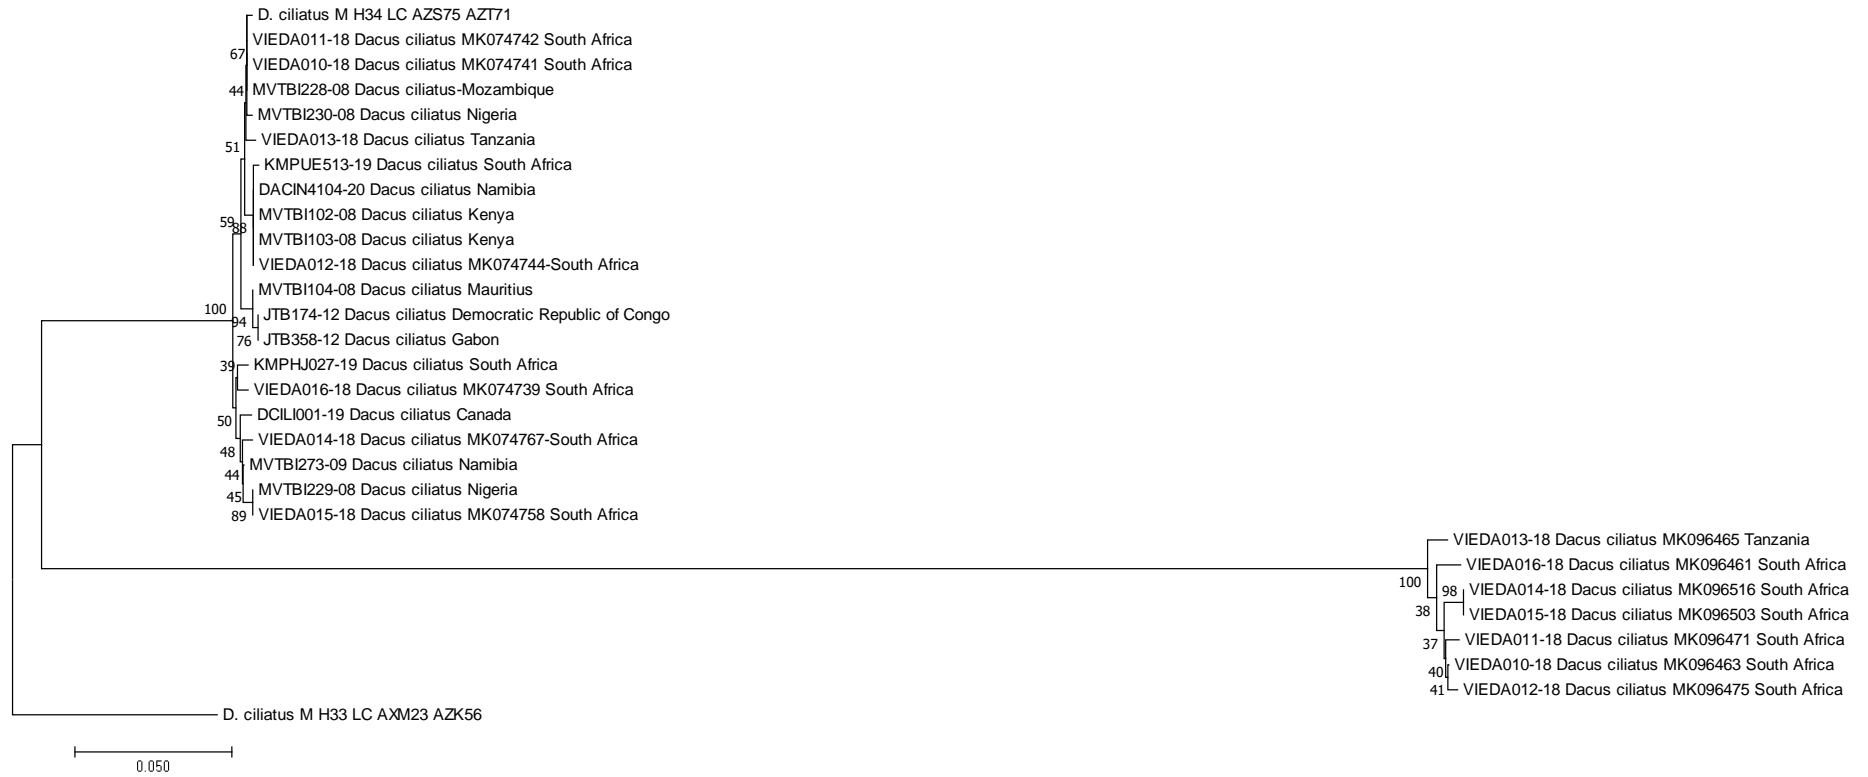 D. ciliatus M H34 LC AZS75 AZT71
VIEDA011-18 Dacus ciliatus MK074742 South Africa
67
VIEDA010-18 Dacus ciliatus MK074741 South Africa
44
MVTBI228-08 Dacus ciliatus-Mozambique
MVTBI230-08 Dacus ciliatus Nigeria
VIEDA013-18 Dacus ciliatus Tanzania
51
KMPUE513-19 Dacus ciliatus South Africa
DACIN4104-20 Dacus ciliatus Namibia
MVTBI102-08 Dacus ciliatus Kenya
59
88
MVTBI103-08 Dacus ciliatus Kenya
VIEDA012-18 Dacus ciliatus MK074744-South Africa
MVTBI104-08 Dacus ciliatus Mauritius
100
JTB174-12 Dacus ciliatus Democratic Republic of Congo
94
JTB358-12 Dacus ciliatus Gabon
76
KMPHJ027-19 Dacus ciliatus South Africa
39
VIEDA016-18 Dacus ciliatus MK074739 South Africa
DCILI001-19 Dacus ciliatus Canada
50
VIEDA014-18 Dacus ciliatus MK074767-South Africa
48
MVTBI273-09 Dacus ciliatus Namibia
44
MVTBI229-08 Dacus ciliatus Nigeria
45
VIEDA015-18 Dacus ciliatus MK074758 South Africa
89
VIEDA013-18 Dacus ciliatus MK096465 Tanzania
VIEDA016-18 Dacus ciliatus MK096461 South Africa
100
VIEDA014-18 Dacus ciliatus MK096516 South Africa
98
VIEDA015-18 Dacus ciliatus MK096503 South Africa
38
VIEDA011-18 Dacus ciliatus MK096471 South Africa
37
VIEDA010-18 Dacus ciliatus MK096463 South Africa
40
VIEDA012-18 Dacus ciliatus MK096475 South Africa
41
D. ciliatus M H33 LC AXM23 AZK56
0.050